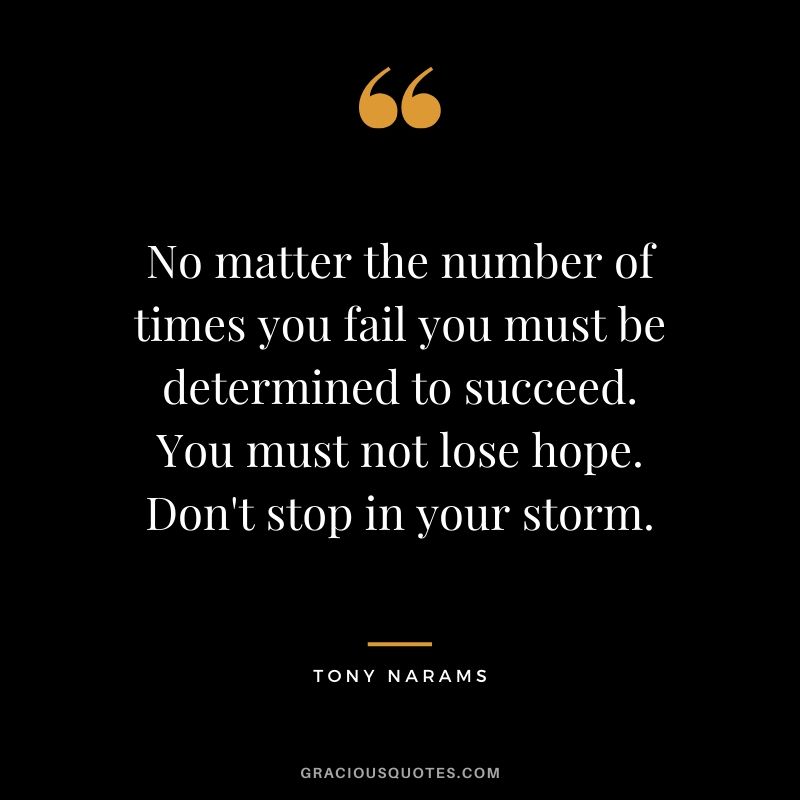 “
No matter the number of
times you fail you must be
determined to succeed.
You must not lose hope.
Don't stop in your storm.
TONY NARAMS
GRACIOUSQUOTES.COM